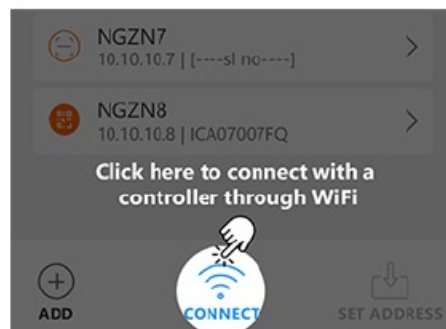 NGZN7
10.10.10.7 | [----sl no----]
NGZN8
10.10.10.8 | ICA07007FQ
Click here to connect with a
controller through WiFi
ADD
CONNECT
SET ADDRESS